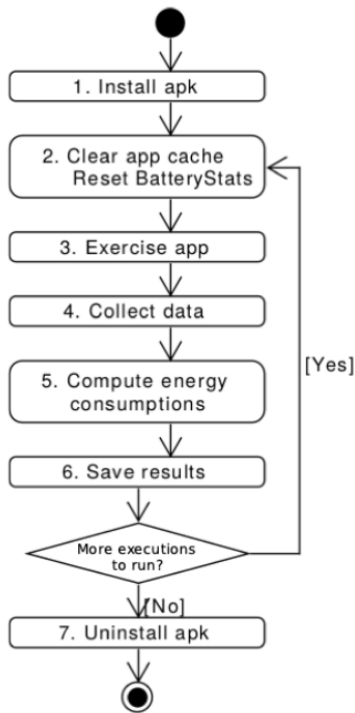 1. Install apk
2. Clear app cache
Reset BatteryStats
3. Exercise app
4. Collect data
[Yes]
5. Compute energy
consumptions
6. Save results
More executions
to run?
[No]
7. Uninstall apk